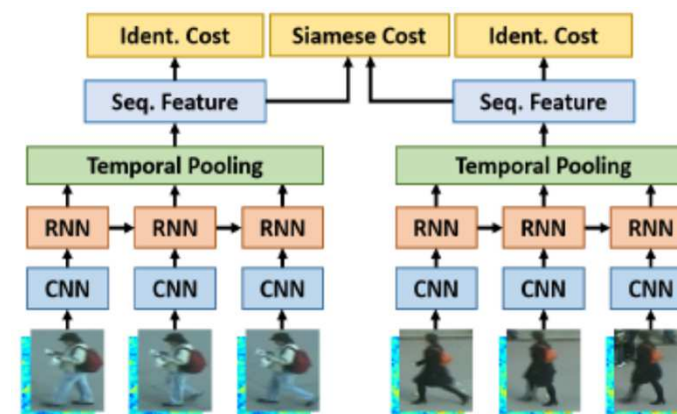 Ident. Cost Siamese Cost Ident. Cost
Seq. Feature Seq. Feature
Temporal Pooling Temporal Pooling
RNN RNN RNN RNN RNN RNN
CNN CNN CNN CNN CNN CNN